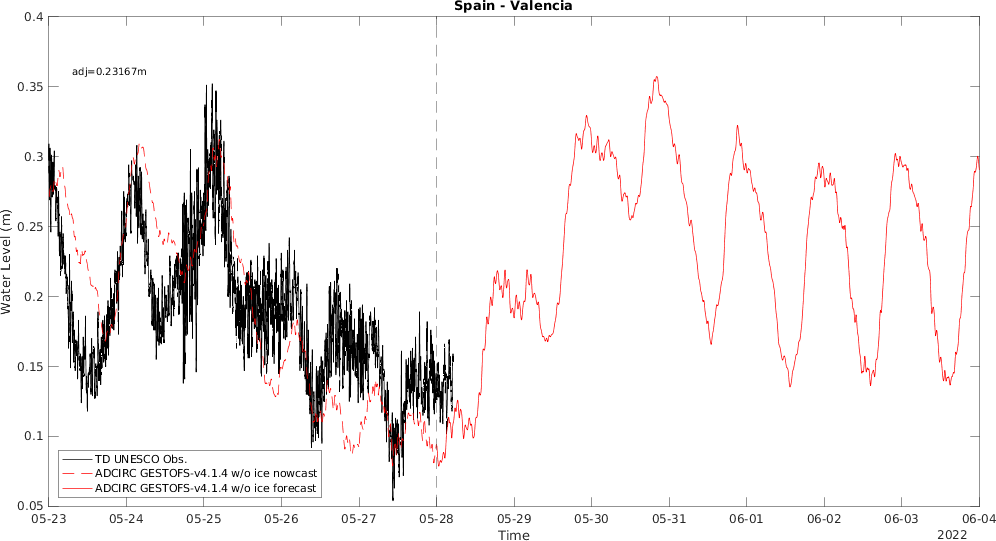 Spain - Valencia
0.4
0.35
0.3
0.25
0.2
0.15
0.1
0.05
Water Level (m)
adj=0.23167m
TD UNESCO Obs.
ADCIRC GESTOFS-v4.1.4 w/o ice nowcast
ADCIRC GESTOFS-v4.1.4 w/o ice forecast
05-23 05-24 05-25 05-26 05-27 05-28 05-29 05-30 05-31 06-01 06-02 06-03 06-04
Time
2022